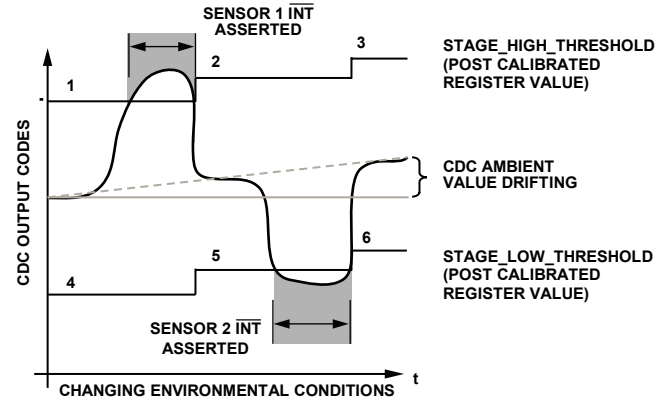 SENSOR 1 INT
ASSERTED
1
2
3
STAGE_HIGH_THRESHOLD
(POST CALIBRATED
REGISTER VALUE)
CDC OUTPUT CODES
CDC AMBIENT
VALUE DRIFTING
4
5
6
STAGE_LOW_THRESHOLD
(POST CALIBRATED
REGISTER VALUE)
SENSOR 2 INT
ASSERTED
t
CHANGING ENVIRONMENTAL CONDITIONS